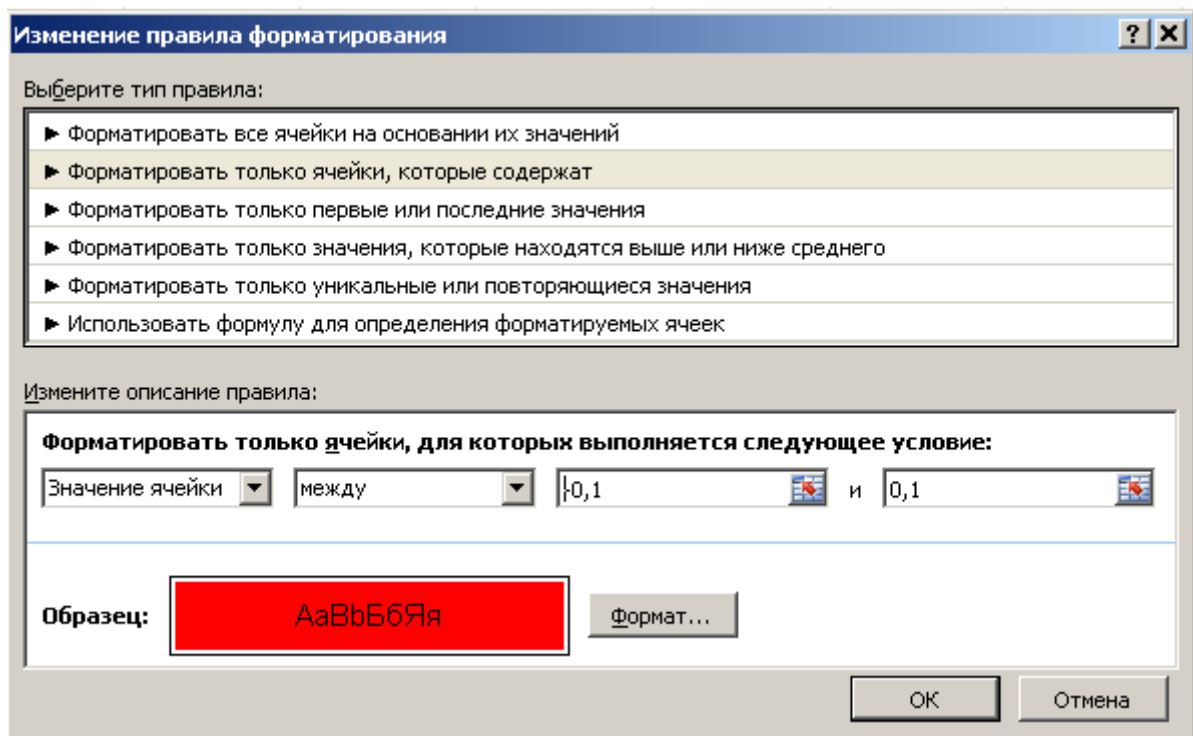 Изменение правила форматирования
Выберите тип правила:
► Форматировать все ячейки на основании их значений
► Форматировать только ячейки, которые содержат
► Форматировать только первые или последние значения
► Форматировать только значения, которые находятся выше или ниже среднего
► Форматировать только уникальные или повторяющиеся значения
► Использовать формулу для определения форматируемых ячеек
Измените описание правила:
Форматировать только ячейки, для которых выполняется следующее условие:
Значение ячейки между -0,1 и 0,1
Образец: АаВbБбЯя Формат...
ОК Отмена